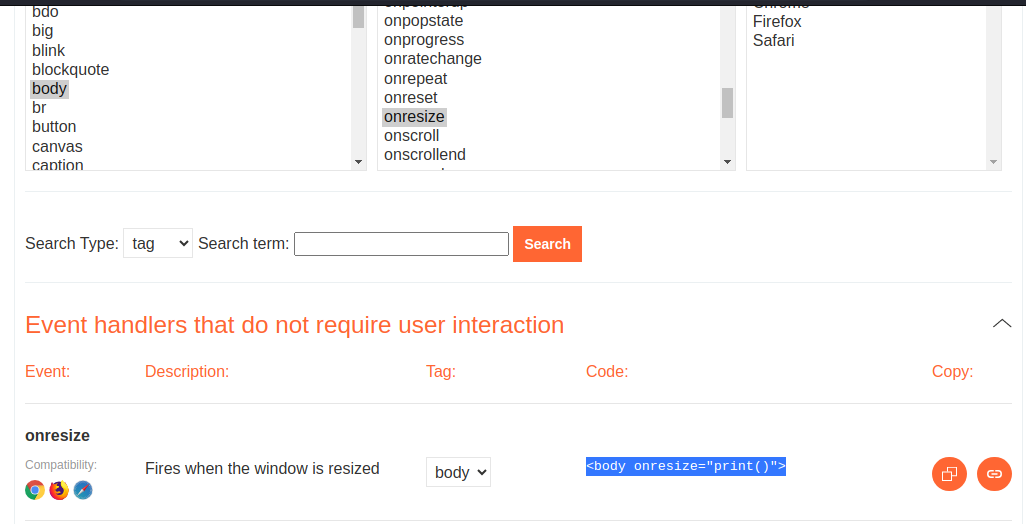 bdo
big
blink
blockquote
body
br
button
canvas
caption
onpopstate
onprogress
onratechange
onrepeat
onreset
onresize
onscroll
onscrollend
Chrome
Firefox
Safari
Search Type: tag Search term: Search
Event handlers that do not require user interaction
Event: Description: Tag: Code: Copy:
onresize
Compatibility:
Fires when the window is resized body <body onresize="print()">